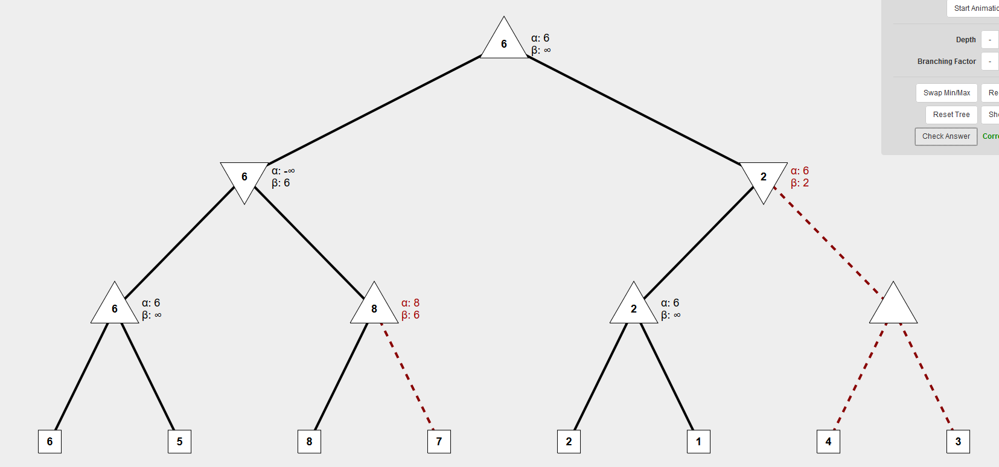 Start Animatic
6
α: 6
β: ∞
Depth
-
Branching Factor
-
Swap Min/Max
Re
Reset Tree
Sh
Check Answer
Corr
6
α: -∞
β: 6
2
α: 6
β: 2
6
α: 6
β: ∞
8
α: 8
β: 6
2
α: 6
β: ∞
6
5
8
7
2
1
4
3